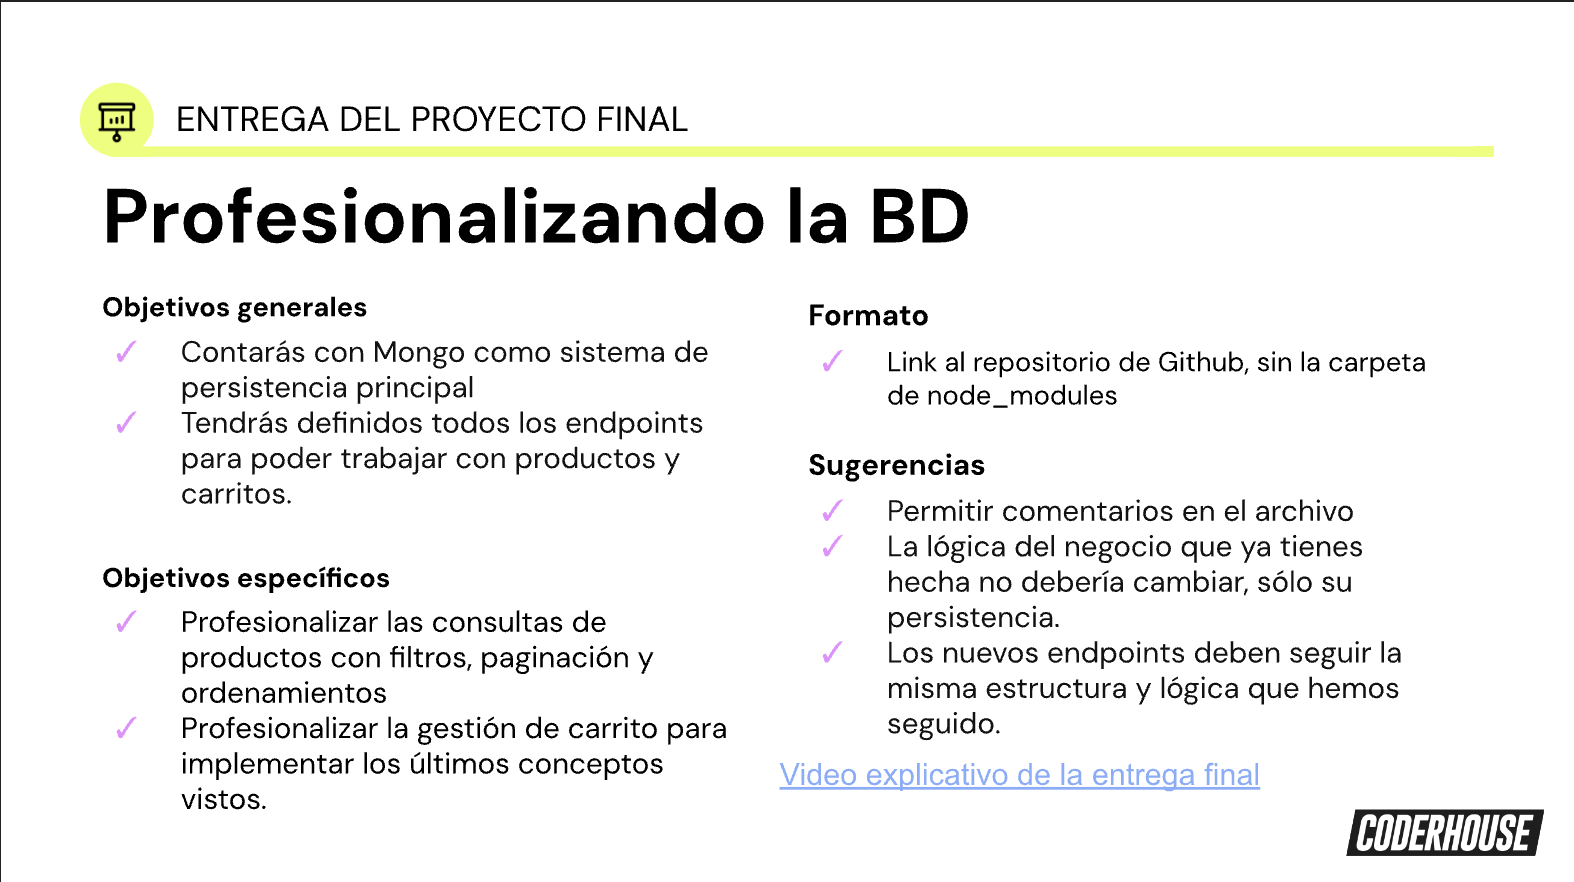 ENTREGA DEL PROYECTO FINAL
Profesionalizando la BD
Objetivos generales
✓ Contarás con Mongo como sistema de
persistencia principal
✓ Tendrás definidos todos los endpoints
para poder trabajar con productos y
carritos.
Objetivos específicos
✓ Profesionalizar las consultas de
productos con filtros, paginación y
ordenamientos
✓ Profesionalizar la gestión de carrito para
implementar los últimos conceptos
vistos.
Formato
✓ Link al repositorio de Github, sin la carpeta
de node_modules
Sugerencias
✓ Permitir comentarios en el archivo
✓ La lógica del negocio que ya tienes
hecha no debería cambiar, sólo su
persistencia.
✓ Los nuevos endpoints deben seguir la
misma estructura y lógica que hemos
seguido.
Video explicativo de la entrega final
CODERHOUSE